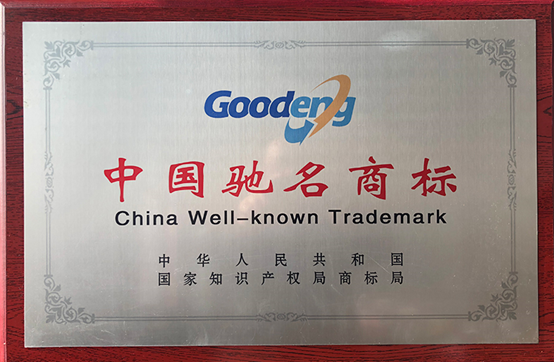 Goodeng
中国驰名商标
China Well-known Trademark
中华人民共和国
国家知识产权局商标局